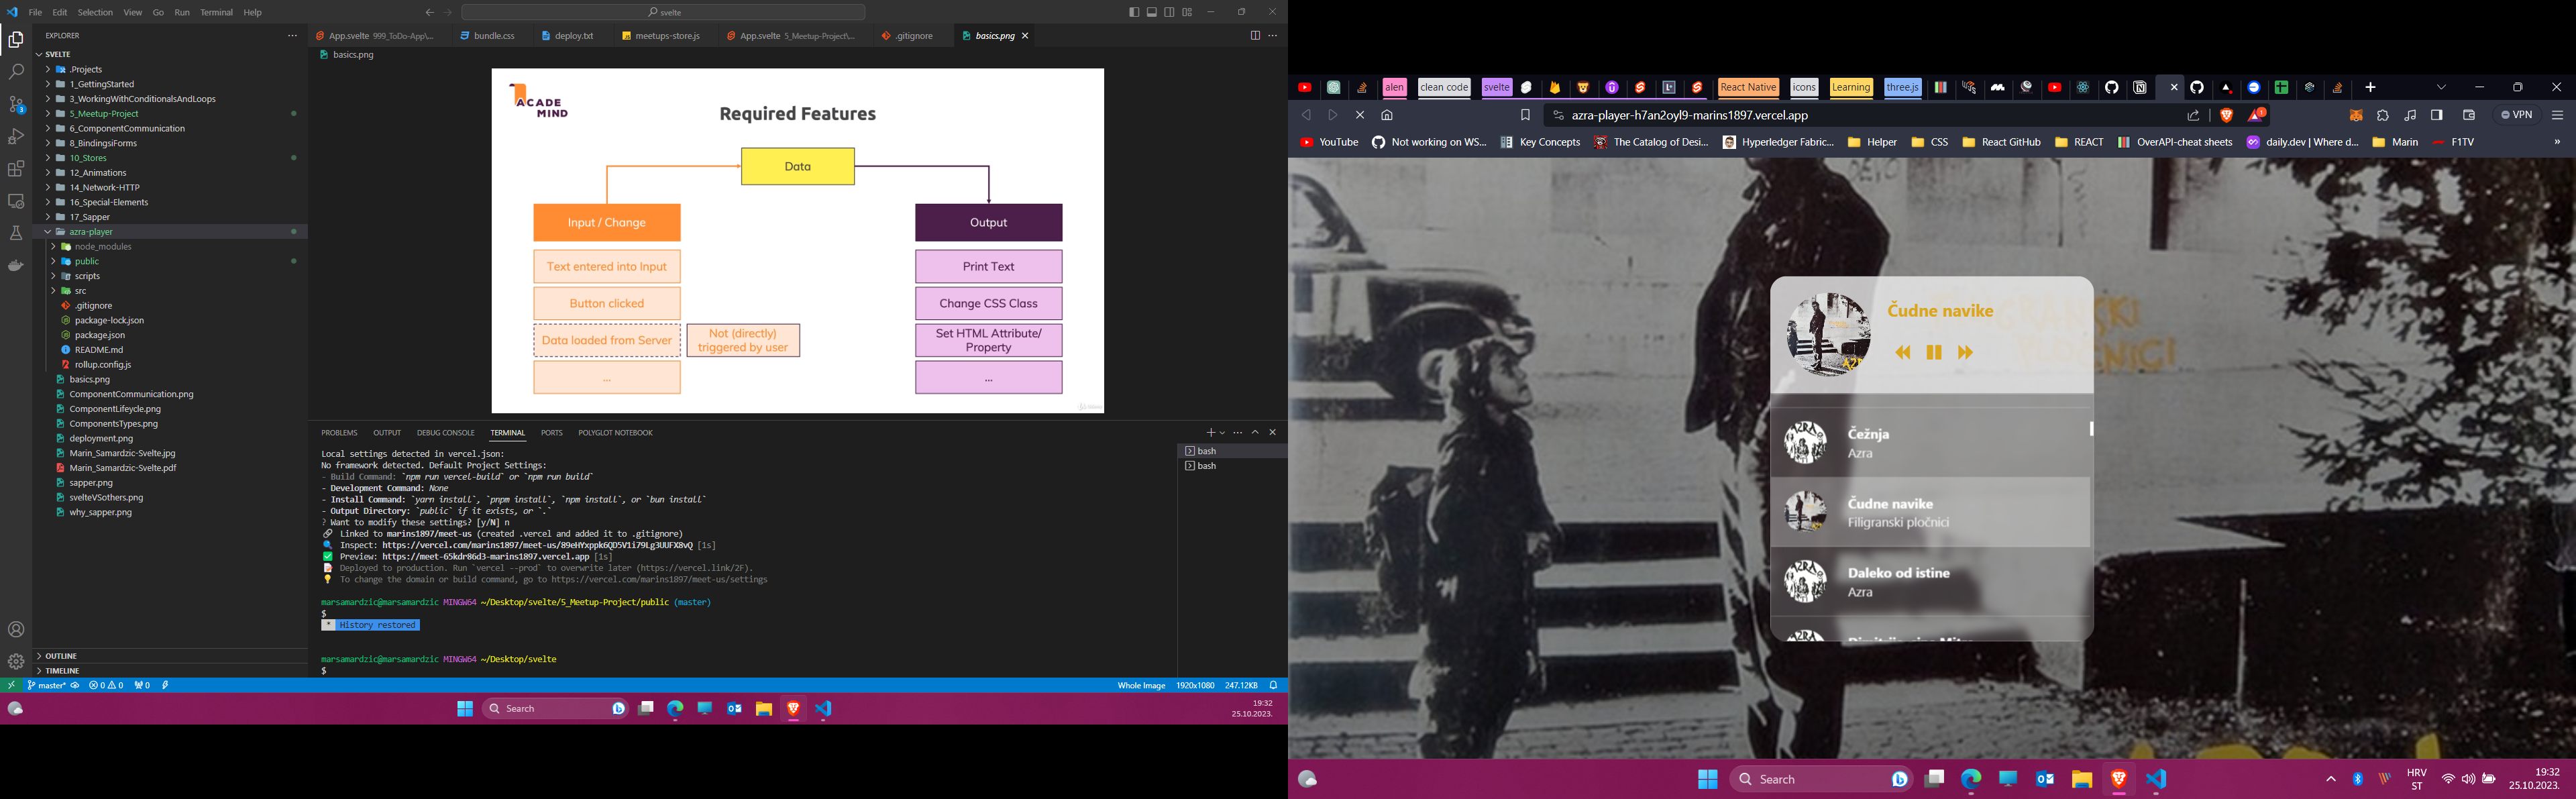 File Edit Selection View Go Run Terminal Help
svelte
EXPLORER
SVELTE
.Projects
1_GettingStarted
3_WorkingWithConditionalsAndLoops
5_Meetup-Project
6_ComponentCommunication
8_BindingsiForms
10_Stores
12_Animations
14_Network-HTTP
16_Special-Elements
17_Sapper
azra-player
node_modules
public
scripts
src
.gitignore
package-lock.json
package.json
README.md
rollup.config.js
basics.png
ComponentCommunication.png
ComponentLifeycle.png
ComponentsTypes.png
deployment.png
Marin_Samardzic-Svelte.jpg
Marin_Samardzic-Svelte.pdf
sapper.png
svelteVSothers.png
why_sapper.png
OUTLINE
TIMELINE
3
App.svelte 999_ToDo-App\... bundle.css deploy.txt meetups-store.js App.svelte 5_Meetup-Project\... .gitignore basics.png
basics.png
ACADE
MIND
Required Features
Data
Input / Change
Output
Text entered into Input
Print Text
Button clicked
Change CSS Class
Data loaded from Server
Not (directly)
triggered by user
Set HTML Attribute/
Property
...
...
PROBLEMS OUTPUT DEBUG CONSOLE TERMINAL PORTS POLYGLOT NOTEBOOK
Local settings detected in vercel.json:
No framework detected. Default Project Settings:
- Build Command: `npm run vercel-build` or `npm run build`
- Development Command: None
- Install Command: `yarn install`, `pnpm install`, `npm install`, or `bun install`
- Output Directory: `public` if it exists, or `.`
? Want to modify these settings? [y/N] n
Linked to marins1897/meet-us (created .vercel and added it to .gitignore)
Inspect: https://vercel.com/marins1897/meet-us/89eHYxppk6QD5V1i79Lg3UUFX8vQ [1s]
Preview: https://meet-65kdr86d3-marins1897.vercel.app [1s]
Deployed to production. Run `vercel --prod` to overwrite later (https://vercel.link/2F).
To change the domain or build command, go to https://vercel.com/marins1897/meet-us/settings
marsamardzic@marsamardzic MINGW64 ~/Desktop/svelte/5_Meetup-Project/public (master)
$
* History restored
marsamardzic@marsamardzic MINGW64 ~/Desktop/svelte
$
bash
bash
master* 0 0 0
Whole Image 1920x1080 247.12KB
Search
19:32
25.10.2023.
alen clean code svelte React Native icons Learning three.js
azra-player-h7an2oyl9-marins1897.vercel.app
1
VPN
YouTube Not working on WS... Key Concepts The Catalog of Desi... Hyperledger Fabric... Helper CSS React GitHub REACT OverAPI-cheat sheets daily.dev | Where d... Marin F1TV »
Čudne navike
Čežnja
Azra
Čudne navike
Filigranski pločnici
Daleko od istine
Azra
Search
HRV
ST
19:32
25.10.2023.